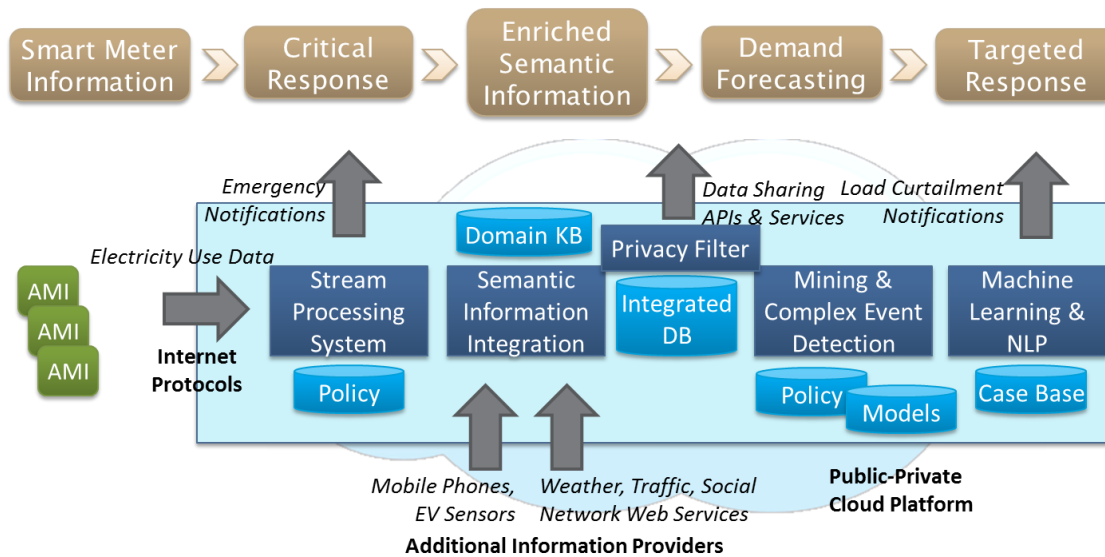 Smart Meter
Information
Critical
Response
Enriched
Semantic
Information
Demand
Forecasting
Targeted
Response
Emergency
Notifications
Data Sharing
APIs & Services
Load Curtailment
Notifications
Domain KB
Privacy Filter
Electricity Use Data
AMI
AMI
AMI
Internet
Protocols
Stream
Processing
System
Semantic
Information
Integration
Integrated
DB
Mining &
Complex Event
Detection
Machine
Learning &
NLP
Policy
Policy
Models
Case Base
Mobile Phones,
EV Sensors
Weather, Traffic, Social
Network Web Services
Public-Private
Cloud Platform
Additional Information Providers